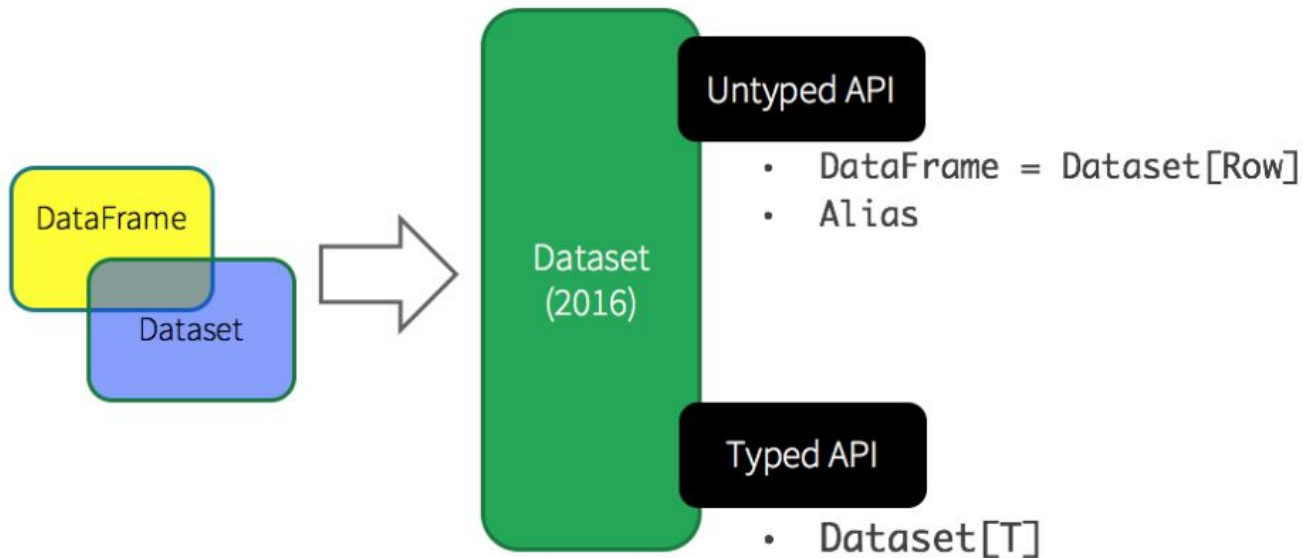 DataFrame
Dataset
Dataset
(2016)
Untyped API
• DataFrame = Dataset[Row]
• Alias
Typed API
• Dataset[T]